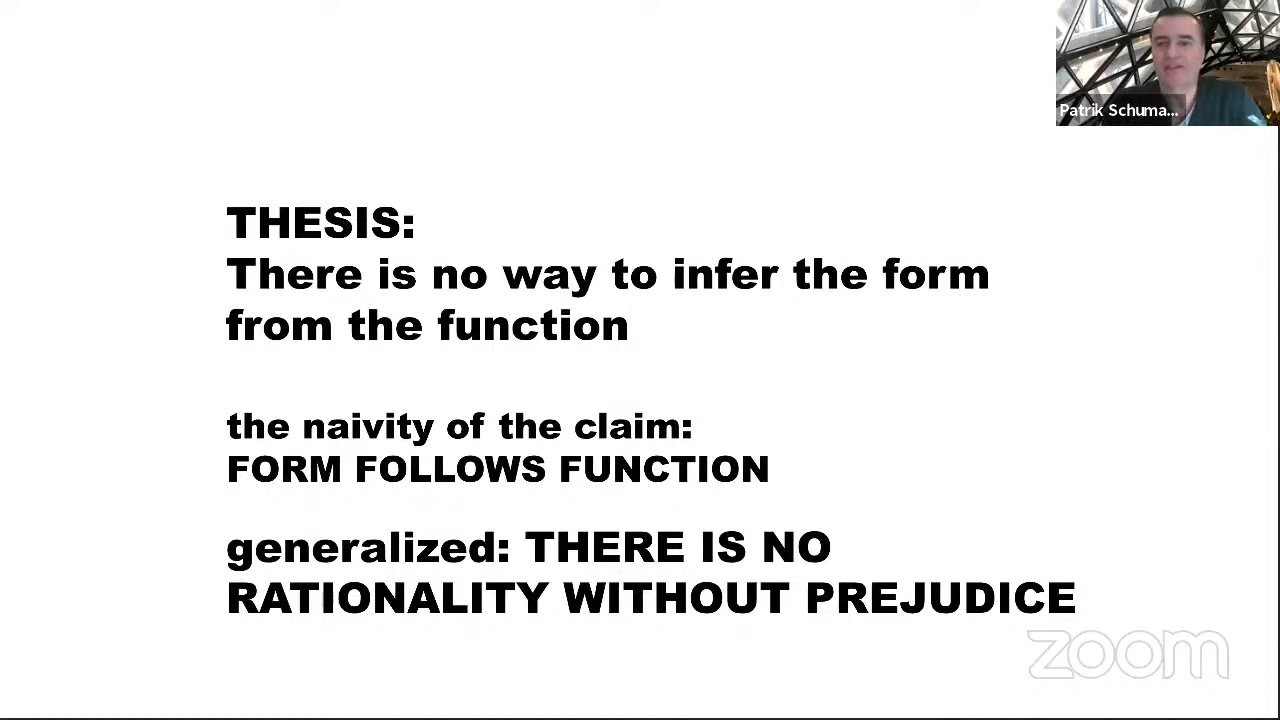 Patrik Schuma...
THESIS:
There is no way to infer the form
from the function
the naivity of the claim:
FORM FOLLOWS FUNCTION
generalized: THERE IS NO
RATIONALITY WITHOUT PREJUDICE
zoom